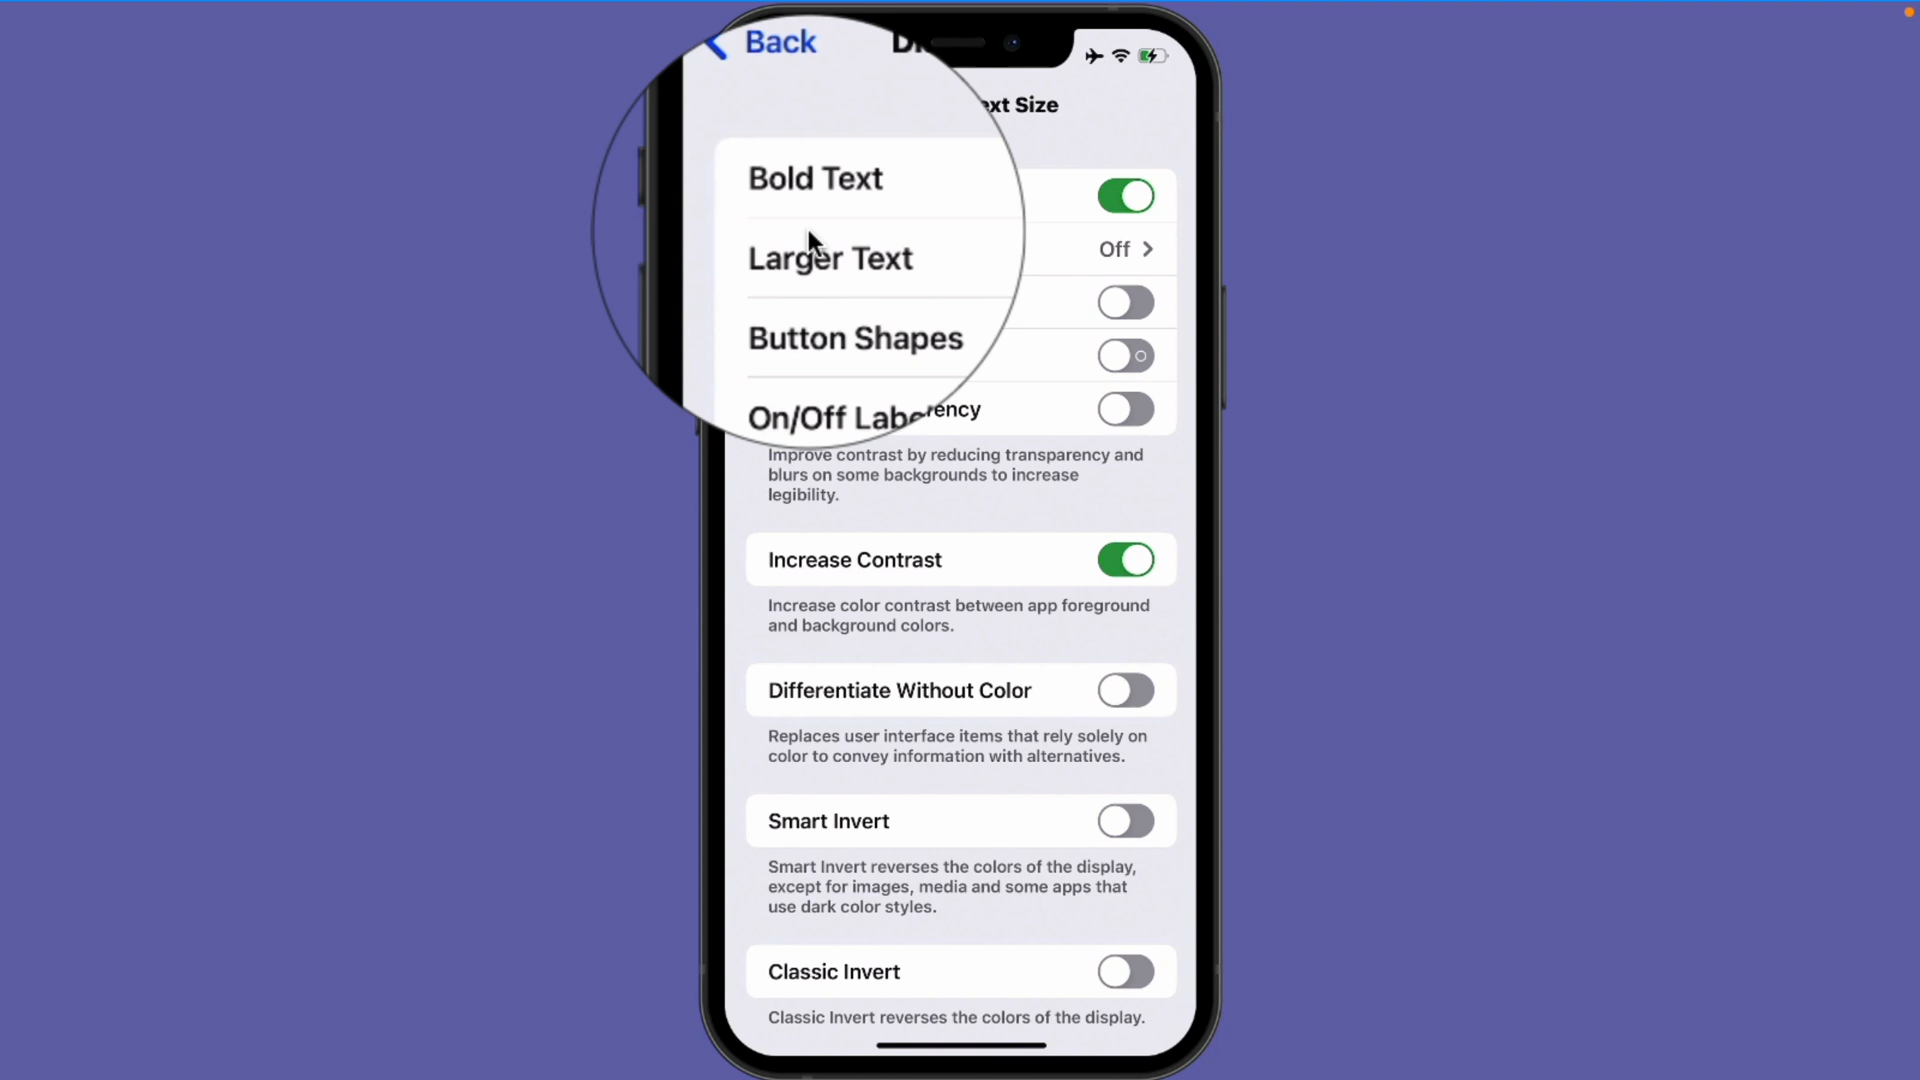 Back
ext Size
Bold Text
Larger Text
Off
Button Shapes
On/Off Labe
rency
Improve contrast by reducing transparency and
blurs on some backgrounds to increase
legibility.
Increase Contrast
Increase color contrast between app foreground
and background colors.
Differentiate Without Color
Replaces user interface items that rely solely on
color to convey information with alternatives.
Smart Invert
Smart Invert reverses the colors of the display,
except for images, media and some apps that
use dark color styles.
Classic Invert
Classic Invert reverses the colors of the display.